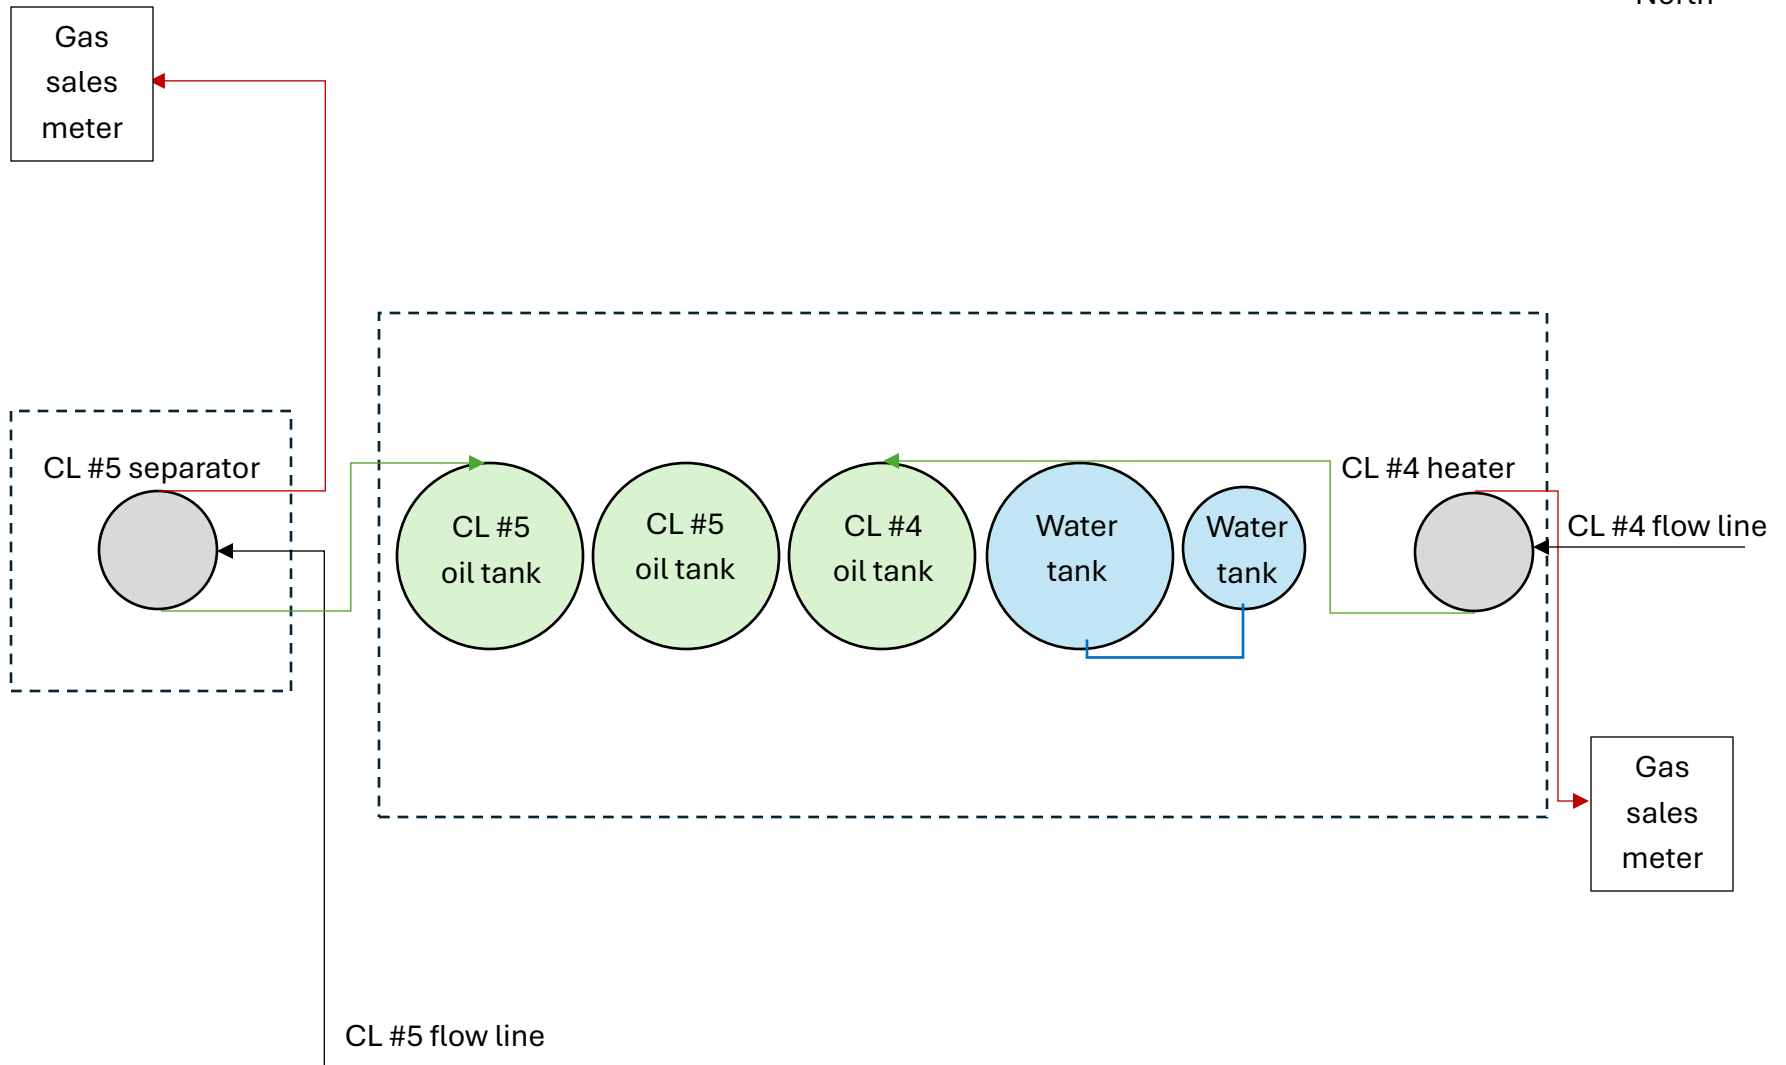 North
Gas
sales
meter
CL #5 separator
CL #4 heater
CL #5
oil tank
CL #5
oil tank
CL #4
oil tank
Water
tank
Water
tank
CL #4 flow line
Gas
sales
meter
CL #5 flow line